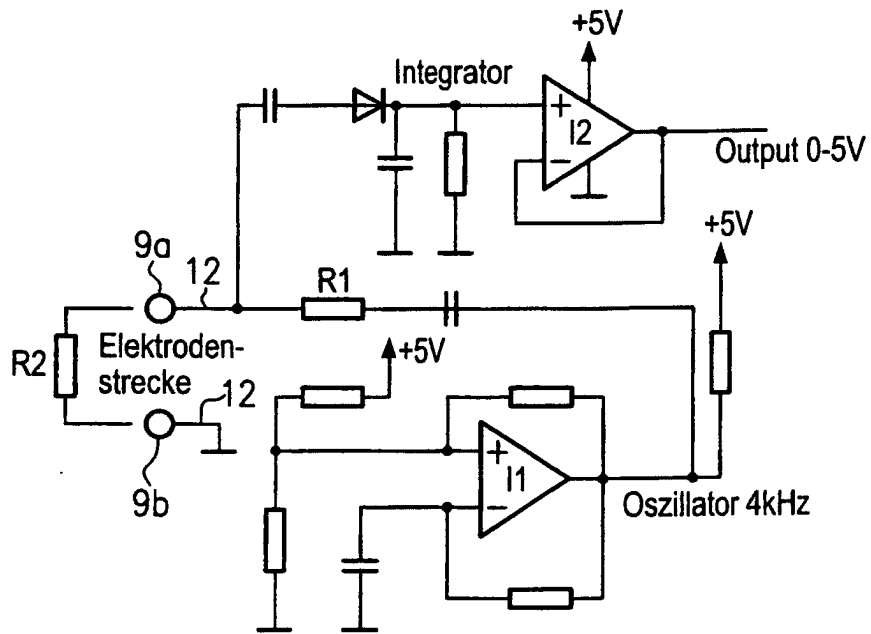 +5V
Integrator
+
I2
−
Output 0-5V
+5V
9a
12
R1
R2
Elektroden-
strecke
+5V
12
9b
+
I1
−
Oszillator 4kHz